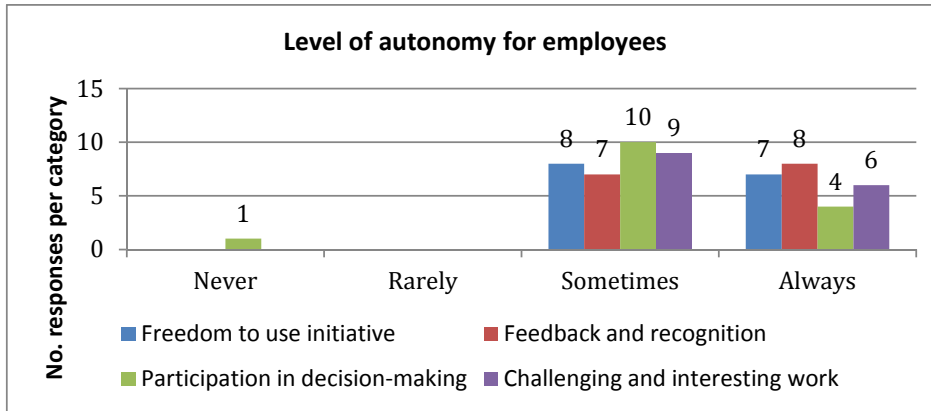 Level of autonomy for employees
No. responses per category
15
10
5
0
1
8
7
10
9
7
8
4
6
Never Rarely Sometimes Always
Freedom to use initiative Feedback and recognition
Participation in decision-making Challenging and interesting work